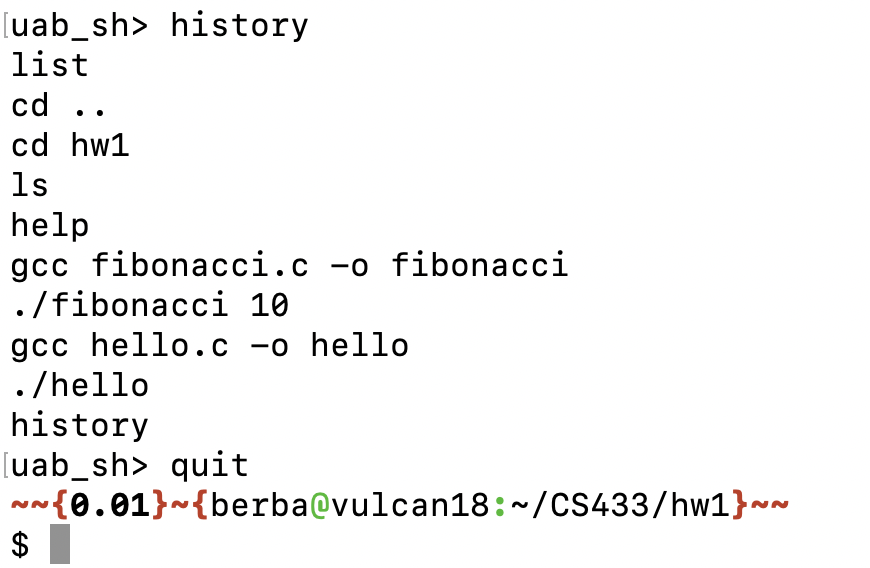 uab_sh> history
list
cd ..
cd hw1
ls
help
gcc fibonacci.c -o fibonacci
./fibonacci 10
gcc hello.c -o hello
./hello
history
uab_sh> quit
~~{0.01}~{berba@vulcan18:~/CS433/hw1}~~
$